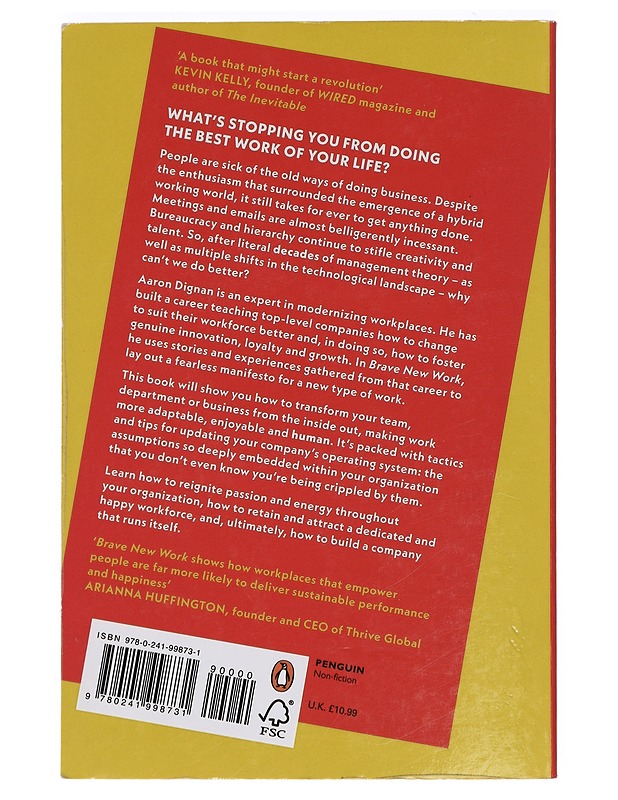 ‘A book that might start a revolution’
KEVIN KELLY, founder of WIRED magazine and
author of The Inevitable
WHAT’S STOPPING YOU FROM DOING
THE BEST WORK OF YOUR LIFE?
People are sick of the old ways of doing business. Despite
the enthusiasm that surrounded the emergence of a hybrid
working world, it still takes for ever to get anything done.
Meetings and emails are almost belligerently incessant.
Bureaucracy and hierarchy continue to stifle creativity and
talent. So, after literal decades of management theory – as
well as multiple shifts in the technological landscape – why
can’t we do better?
Aaron Dignan is an expert in modernizing workplaces. He has
built a career teaching top-level companies how to change
to suit their workforce better and, in doing so, how to foster
genuine innovation, loyalty and growth. In Brave New Work,
he uses stories and experiences gathered from that career to
lay out a fearless manifesto for a new type of work.
This book will show you how to transform your team,
department or business from the inside out, making work
more adaptable, enjoyable and human. It’s packed with tactics
and tips for updating your company’s operating system: the
assumptions so deeply embedded within your organization
that you don’t even know you’re being crippled by them.
Learn how to reignite passion and energy throughout
your organization, how to retain and attract a dedicated and
happy workforce, and, ultimately, how to build a company
that runs itself.
‘Brave New Work shows how workplaces that empower
people are far more likely to deliver sustainable performance
and happiness’
ARIANNA HUFFINGTON, founder and CEO of Thrive Global
ISBN 978-0-241-99873-1
90000
9 780241 998731
FSC
®
PENGUIN
Non-fiction
U.K. £10.99